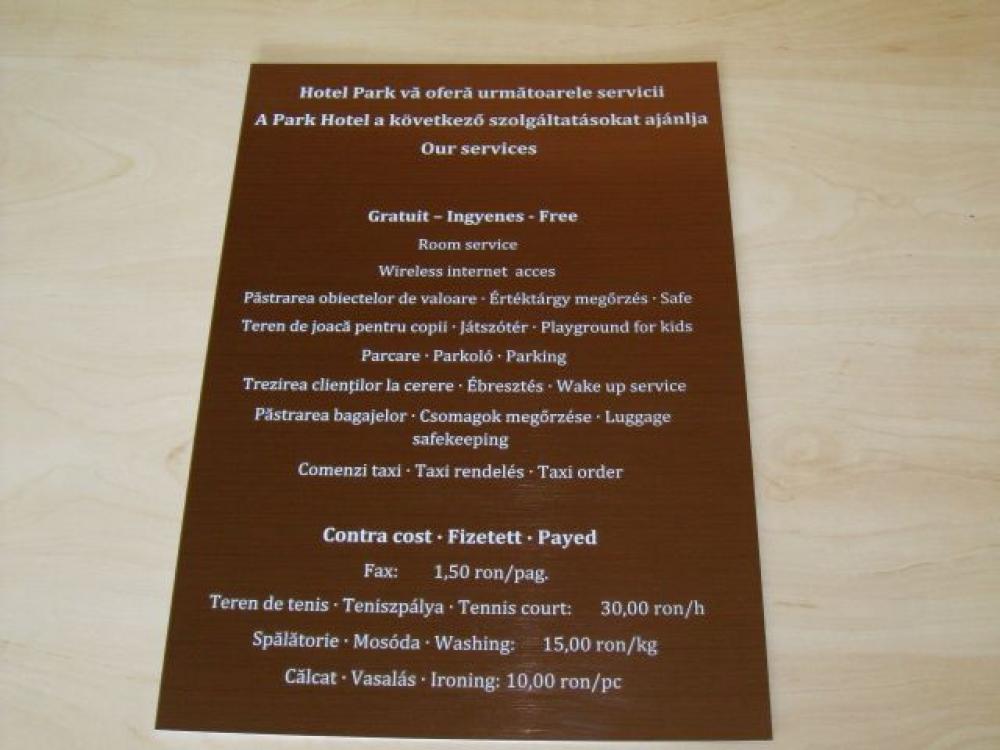 Hotel Park vă oferă următoarele servicii
A Park Hotel a következő szolgáltatásokat ajánlja
Our services
Gratuit – Ingyenes - Free
Room service
Wireless internet acces
Păstrarea obiectelor de valoare · Értéktárgy megőrzés · Safe
Teren de joacă pentru copii · Játszótér · Playground for kids
Parcare · Parkoló · Parking
Trezirea clienților la cerere · Ébresztés · Wake up service
Păstrarea bagajelor · Csomagok megőrzése · Luggage
safekeeping
Comenzi taxi · Taxi rendelés · Taxi order
Contra cost · Fizetett · Payed
Fax: 1,50 ron/pag.
Teren de tenis · Teniszpálya · Tennis court: 30,00 ron/h
Spălătorie · Mosóda · Washing: 15,00 ron/kg
Călcat · Vasalás · Ironing: 10,00 ron/pc